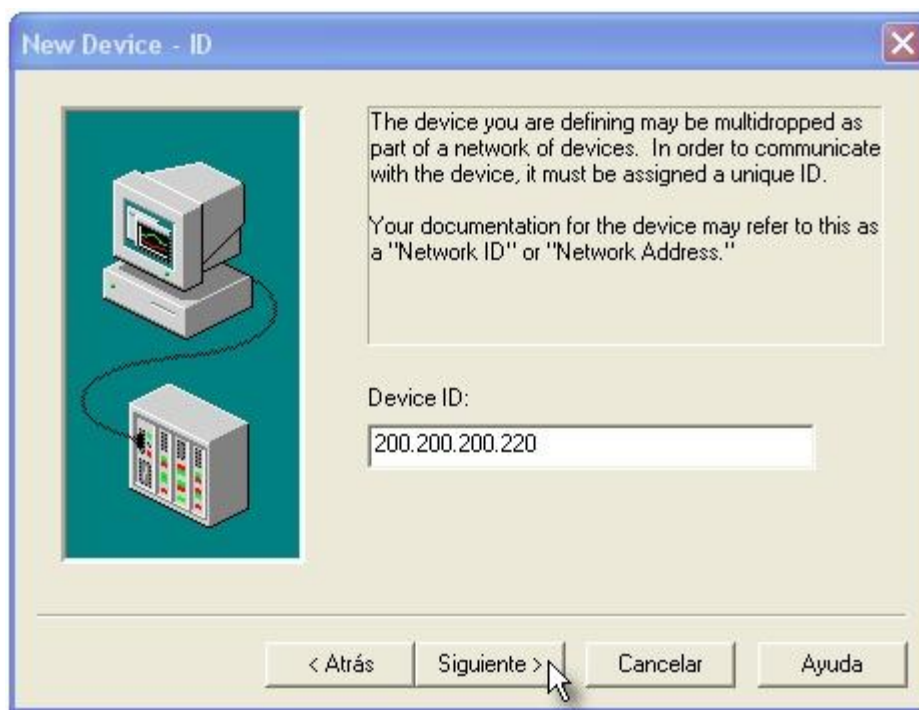 New Device - ID
The device you are defining may be multidropped as
part of a network of devices.  In order to communicate
with the device, it must be assigned a unique ID.
Your documentation for the device may refer to this as
a "Network ID" or "Network Address."
Device ID:
200.200.200.220
< Atrás
Siguiente >
Cancelar
Ayuda